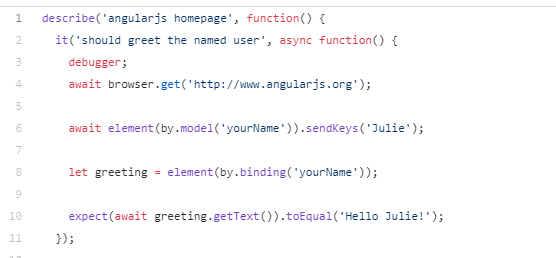 1 describe('angularjs homepage', function() {
2 it('should greet the named user', async function() {
3 debugger;
4 await browser.get('http://www.angularjs.org');
5
6 await element(by.model('yourName')).sendKeys('Julie');
7
8 let greeting = element(by.binding('yourName'));
9
10 expect(await greeting.getText()).toEqual('Hello Julie!');
11 });